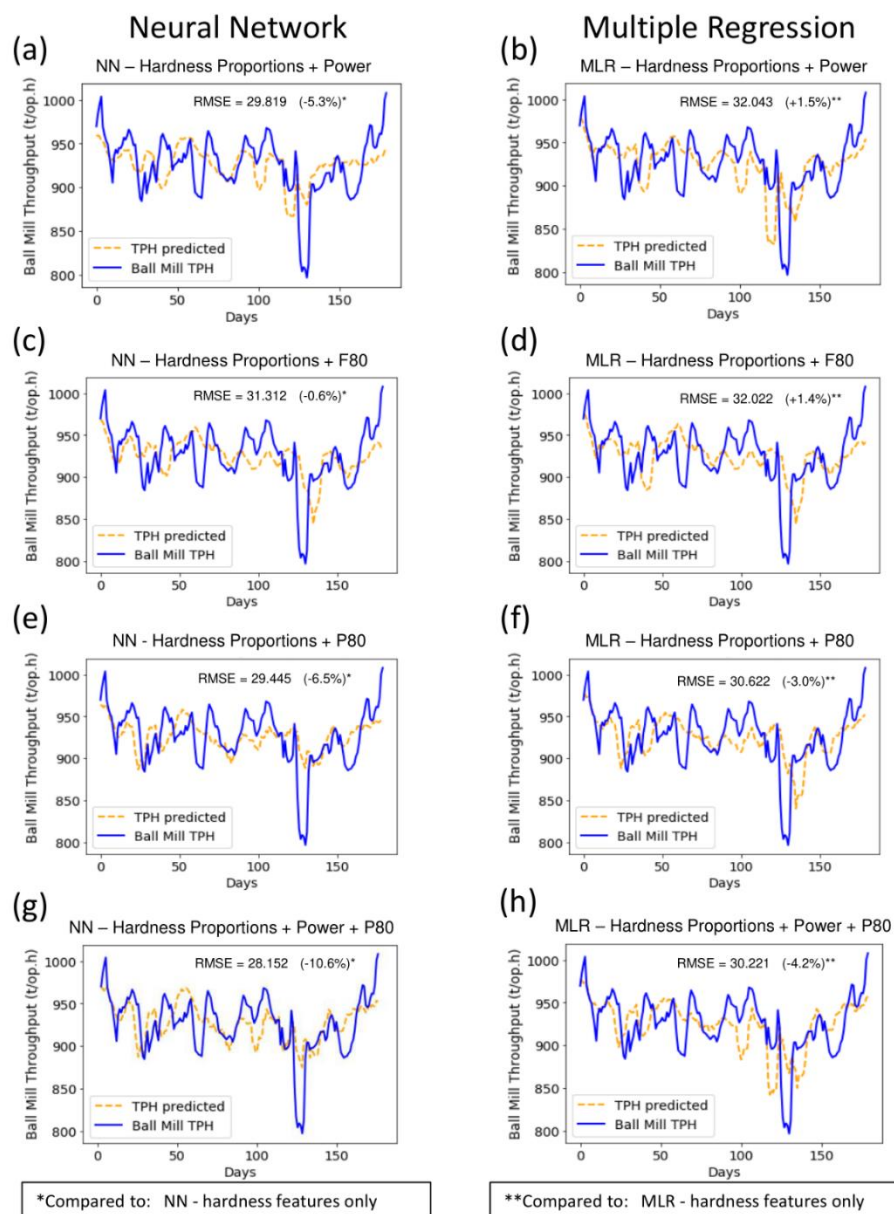 Neural Network
Multiple Regression
(a)
NN – Hardness Proportions + Power
RMSE = 29.819 (-5.3%)*
Ball Mill Throughput (t/op.h)
1000
950
900
850
800
TPH predicted
Ball Mill TPH
0 50 100 150
Days
(b)
MLR – Hardness Proportions + Power
RMSE = 32.043 (+1.5%)**
Ball Mill Throughput (t/op.h)
1000
950
900
850
800
TPH predicted
Ball Mill TPH
0 50 100 150
Days
(c)
NN – Hardness Proportions + F80
RMSE = 31.312 (-0.6%)*
Ball Mill Throughput (t/op.h)
1000
950
900
850
800
TPH predicted
Ball Mill TPH
0 50 100 150
Days
(d)
MLR – Hardness Proportions + F80
RMSE = 32.022 (+1.4%)**
Ball Mill Throughput (t/op.h)
1000
950
900
850
800
TPH predicted
Ball Mill TPH
0 50 100 150
Days
(e)
NN - Hardness Proportions + P80
RMSE = 29.445 (-6.5%)*
Ball Mill Throughput (t/op.h)
1000
950
900
850
800
TPH predicted
Ball Mill TPH
0 50 100 150
Days
(f)
MLR – Hardness Proportions + P80
RMSE = 30.622 (-3.0%)**
Ball Mill Throughput (t/op.h)
1000
950
900
850
800
TPH predicted
Ball Mill TPH
0 50 100 150
Days
(g)
NN – Hardness Proportions + Power + P80
RMSE = 28.152 (-10.6%)*
Ball Mill Throughput (t/op.h)
1000
950
900
850
800
TPH predicted
Ball Mill TPH
0 50 100 150
Days
(h)
MLR – Hardness Proportions + Power + P80
RMSE = 30.221 (-4.2%)**
Ball Mill Throughput (t/op.h)
1000
950
900
850
800
TPH predicted
Ball Mill TPH
0 50 100 150
Days
*Compared to: NN - hardness features only
**Compared to: MLR - hardness features only